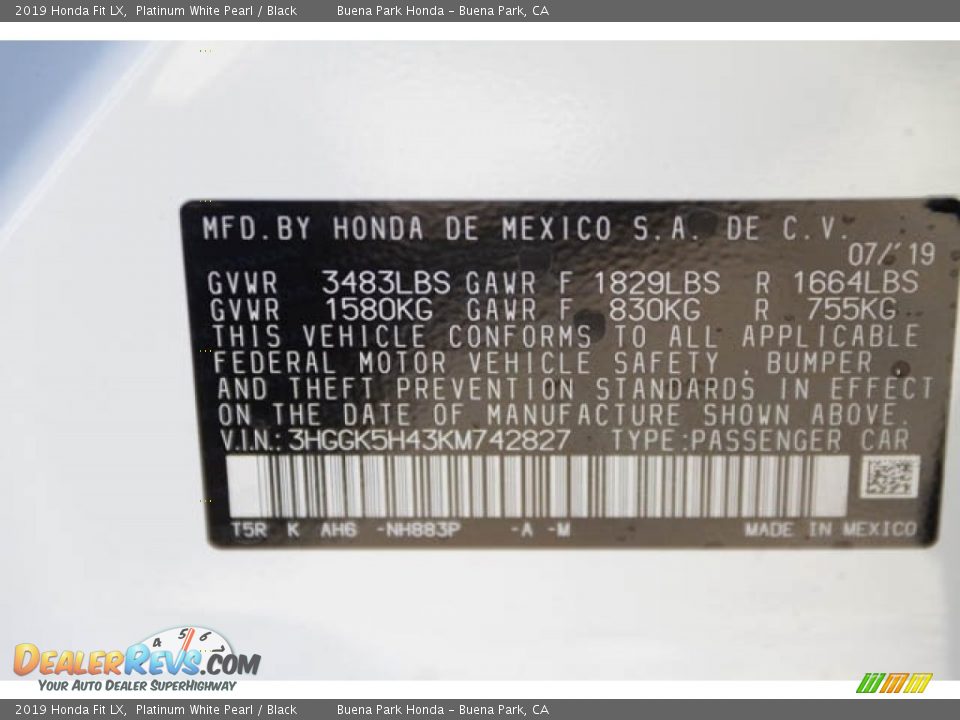 2019 Honda Fit LX, Platinum White Pearl / Black Buena Park Honda - Buena Park, CA
MFD.BY HONDA DE MEXICO S.A. DE C.V.
07/'19
GVWR 3483LBS GAWR F 1829LBS R 1664LBS
GVWR 1580KG GAWR F 830KG R 755KG
THIS VEHICLE CONFORMS TO ALL APPLICABLE
FEDERAL MOTOR VEHICLE SAFETY , BUMPER
AND THEFT PREVENTION STANDARDS IN EFFECT
ON THE DATE OF MANUFACTURE SHOWN ABOVE.
V.I.N.: 3HGGK5H43KM742827 TYPE:PASSENGER CAR
T5R K AH6 -NH883P -A -M MADE IN MEXICO
4 5 6 7
DEALERREVS.COM
YOUR AUTO DEALER SUPERHIGHWAY
2019 Honda Fit LX, Platinum White Pearl / Black Buena Park Honda - Buena Park, CA